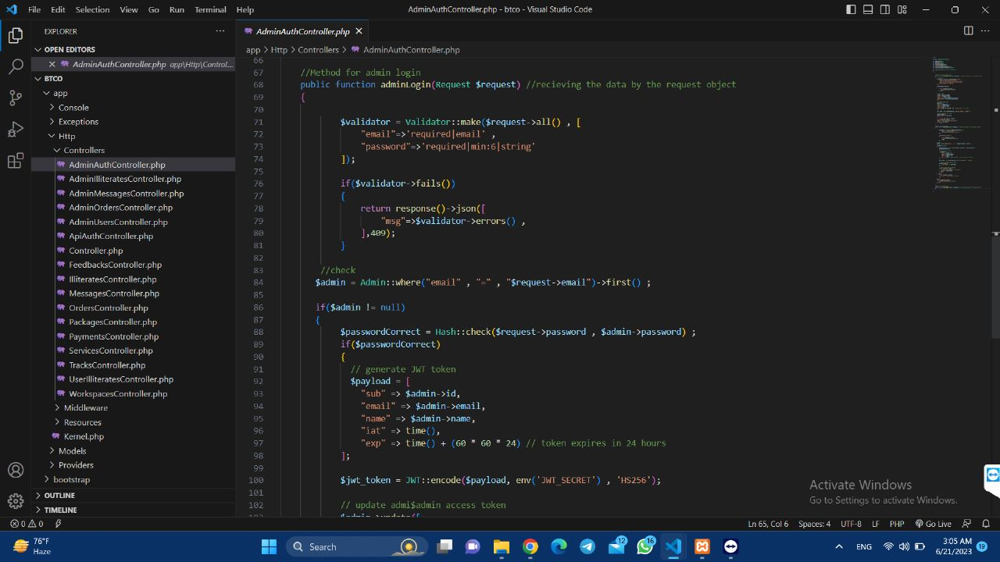 File Edit Selection View Go Run Terminal Help
AdminAuthController.php - btco - Visual Studio Code
EXPLORER
OPEN EDITORS
AdminAuthController.php app\Http\Control...
BTCO
app
Console
Exceptions
Http
Controllers
AdminAuthController.php
AdminIlliteratesController.php
AdminMessagesController.php
AdminOrdersController.php
AdminUsersController.php
ApiAuthController.php
Controller.php
FeedbacksController.php
IlliteratesController.php
MessagesController.php
OrdersController.php
PackagesController.php
PaymentsController.php
ServicesController.php
TracksController.php
UserIlliteratesController.php
WorkspacesController.php
Middleware
Resources
Kernel.php
Models
Providers
bootstrap
OUTLINE
TIMELINE
AdminAuthController.php
app > Http > Controllers > AdminAuthController.php
66
67 //Method for admin login
68 public function adminLogin(Request $request) //recieving the data by the request object
69 {
70
71 $validator = Validator::make($request->all() , [
72 "email"=>'required|email' ,
73 "password"=>'required|min:6|string'
74 ]);
75
76 if($validator->fails())
77 {
78 return response()->json([
79 "msg"=>$validator->errors() ,
80 ],409);
81 }
82
83 //check
84 $admin = Admin::where("email" , "=" , "$request->email")->first() ;
85
86 if($admin != null)
87 {
88 $passwordCorrect = Hash::check($request->password , $admin->password) ;
89 if($passwordCorrect)
90 {
91 // generate JWT token
92 $payload = [
93 "sub" => $admin->id,
94 "email" => $admin->email,
95 "name" => $admin->name,
96 "iat" => time(),
97 "exp" => time() + (60 * 60 * 24) // token expires in 24 hours
98 ];
99
100 $jwt_token = JWT::encode($payload, env('JWT_SECRET') , 'HS256');
101
102 // update admi$admin access token
103 $admin->update([
Activate Windows
Go to Settings to activate Windows.
0 0
Ln 65, Col 6 Spaces: 4 UTF-8 LF PHP Go Live
76°F
Haze
Search
12
16
ENG
3:05 AM
6/21/2023
19